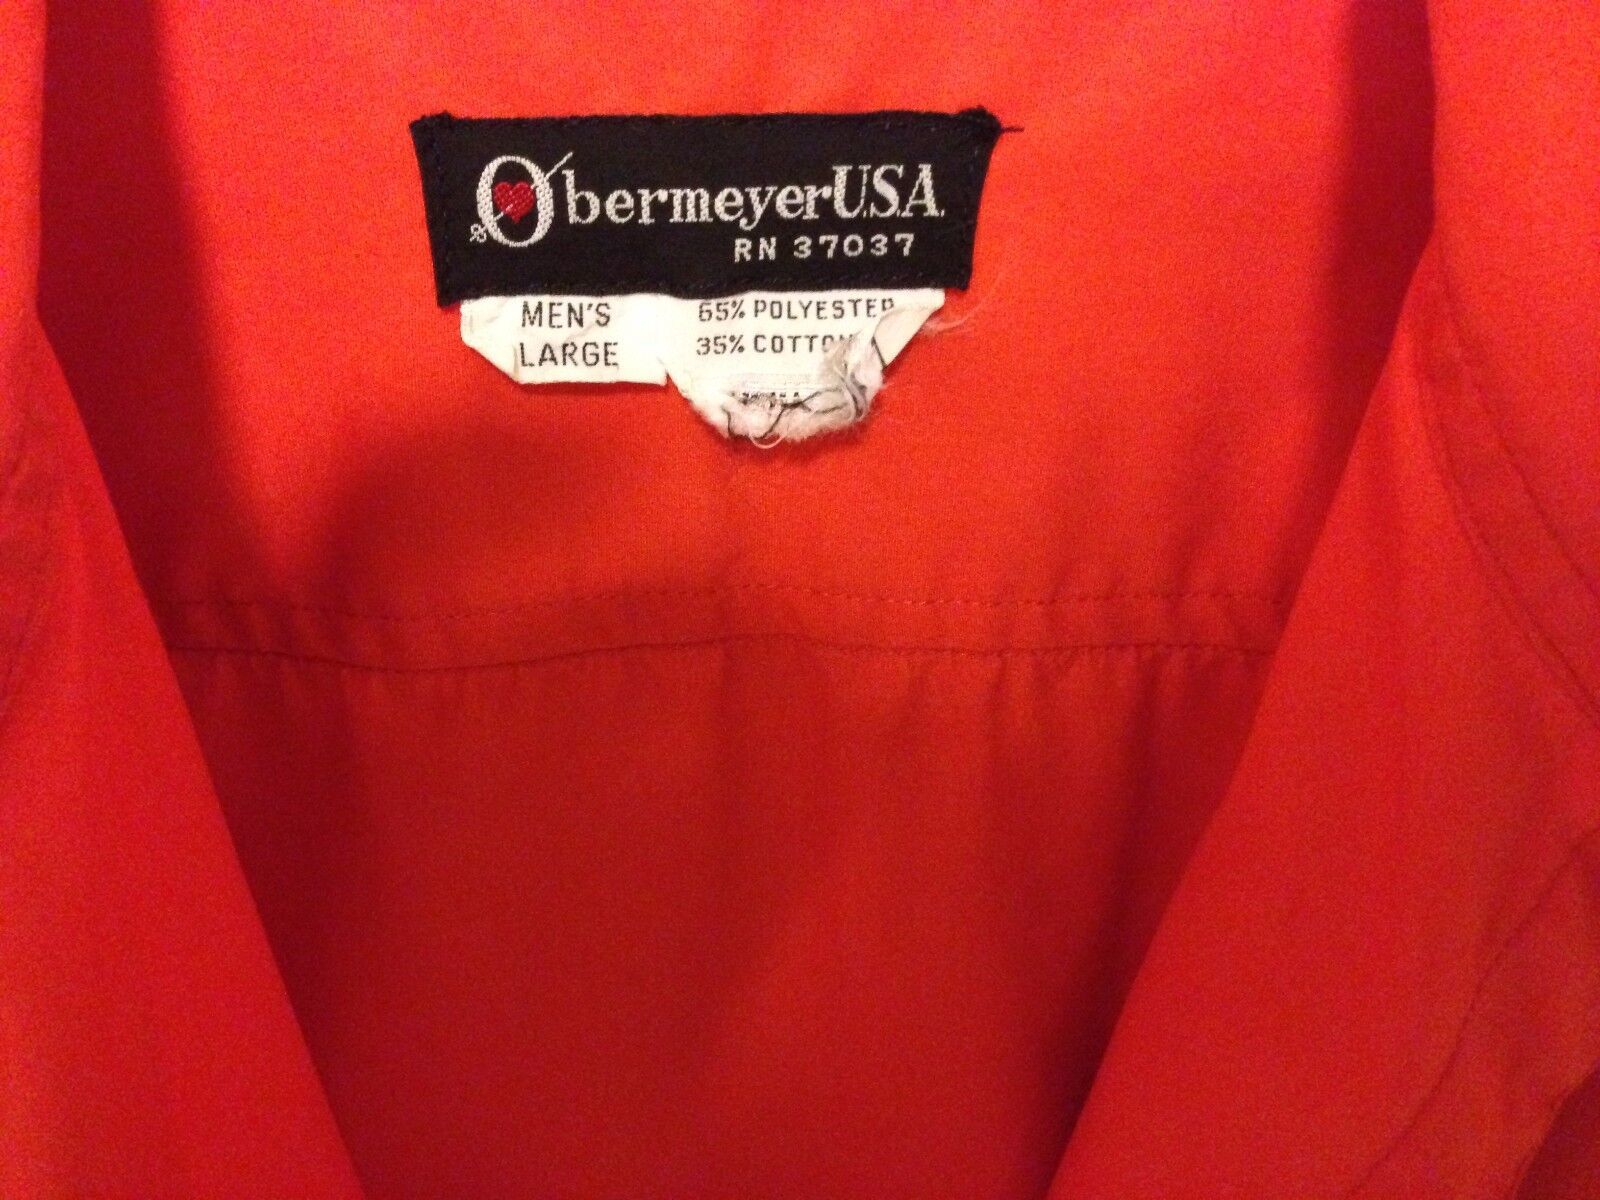 Obermeyer U.S.A.
RN 37037
MEN'S
LARGE
65% POLYESTER
35% COTTON